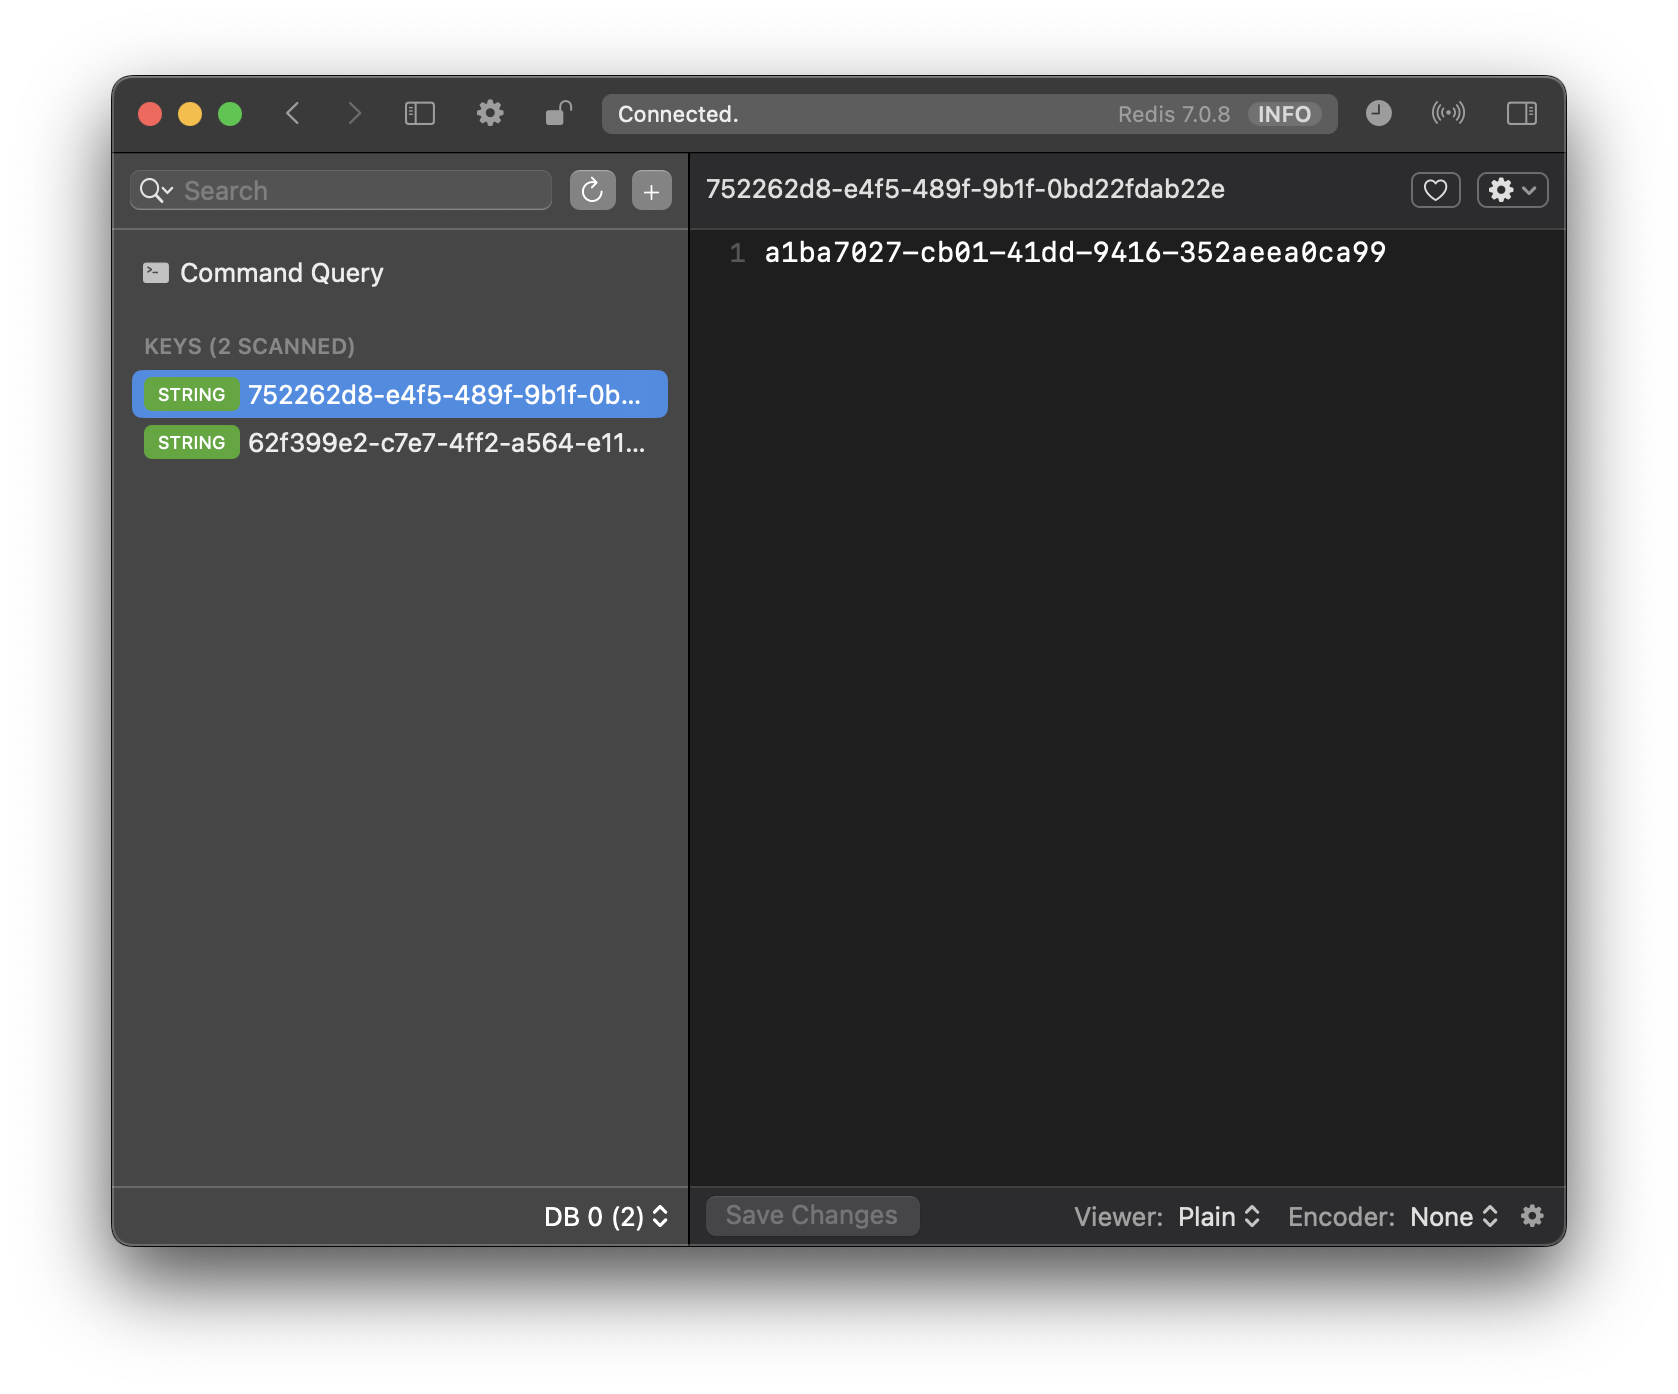 Connected.
Redis 7.0.8 INFO
Search
Command Query
KEYS (2 SCANNED)
STRING 752262d8-e4f5-489f-9b1f-0b...
STRING 62f399e2-c7e7-4ff2-a564-e11...
DB 0 (2)
752262d8-e4f5-489f-9b1f-0bd22fdab22e
1 a1ba7027-cb01-41dd-9416-352aeea0ca99
Save Changes
Viewer: Plain
Encoder: None